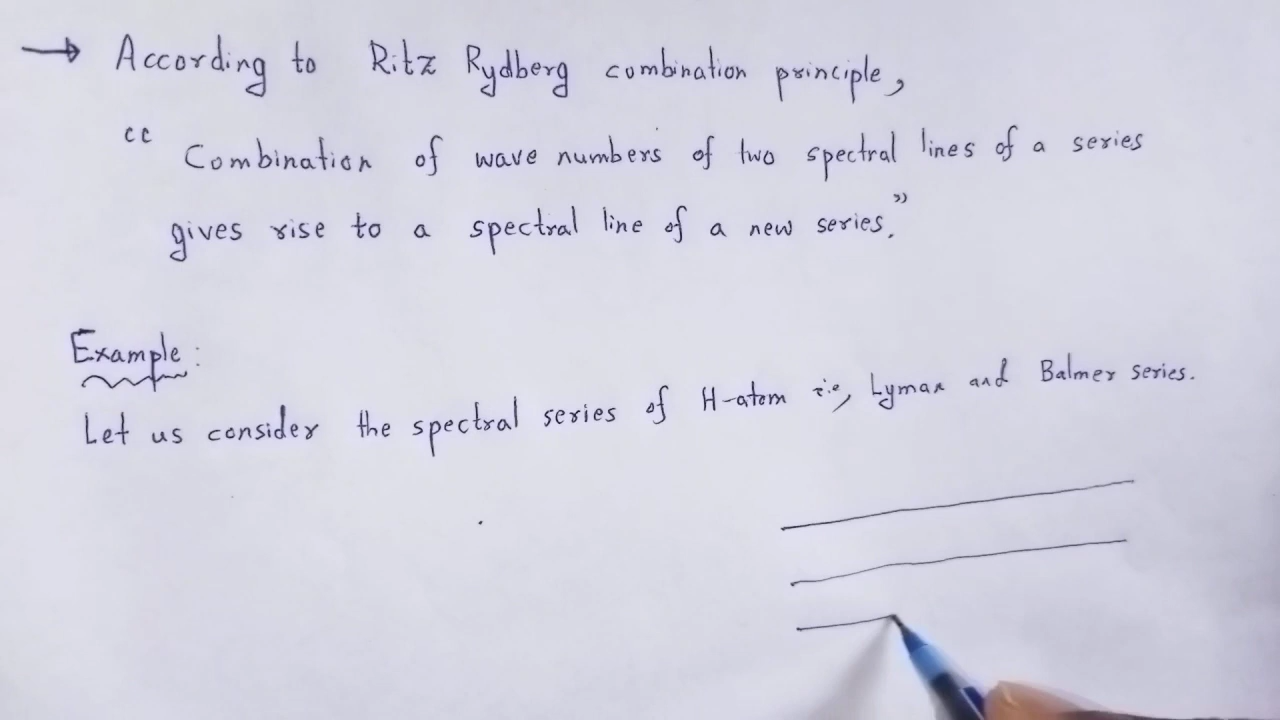 → According to Ritz Rydberg combination principle,
“ Combination of wave numbers of two spectral lines of a series
gives rise to a spectral line of a new series.”
Example:
Let us consider the spectral series of H-atom i.e, Lyman and Balmer series.